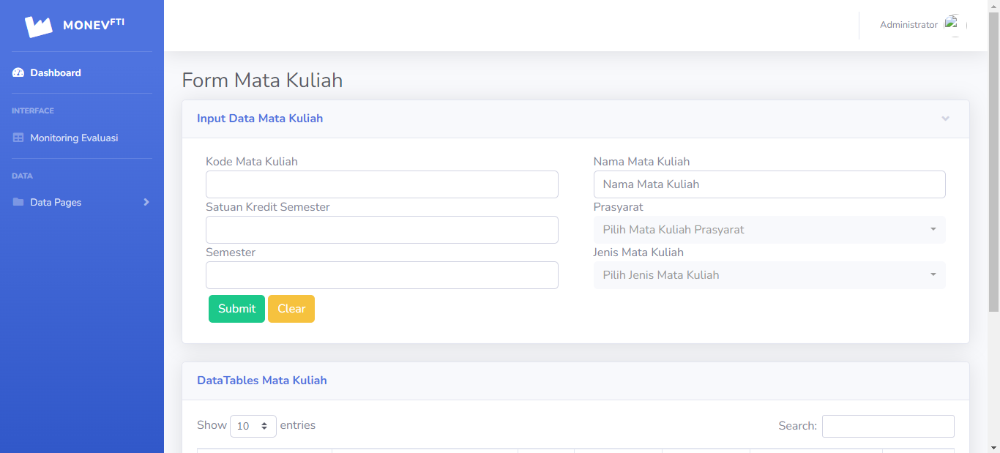 MONEVFTI
Administrator
Dashboard
INTERFACE
Monitoring Evaluasi
DATA
Data Pages
Form Mata Kuliah
Input Data Mata Kuliah
Kode Mata Kuliah
Nama Mata Kuliah
Nama Mata Kuliah
Satuan Kredit Semester
Prasyarat
Pilih Mata Kuliah Prasyarat
Semester
Jenis Mata Kuliah
Pilih Jenis Mata Kuliah
Submit Clear
DataTables Mata Kuliah
Show 10 entries
Search: